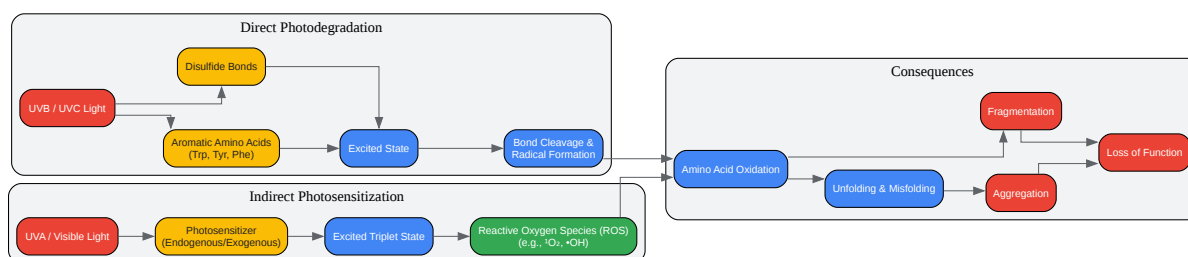 Direct Photodegradation
Disulfide Bonds
UVB / UVC Light
Aromatic Amino Acids
(Trp, Tyr, Phe)
Excited State
Bond Cleavage &
Radical Formation
Indirect Photosensitization
UVA / Visible Light
Photosensitizer
(Endogenous/Exogenous)
Excited Triplet State
Reactive Oxygen Species (ROS)
(e.g., ¹O₂, •OH)
Consequences
Fragmentation
Amino Acid Oxidation
Unfolding & Misfolding
Aggregation
Loss of Function